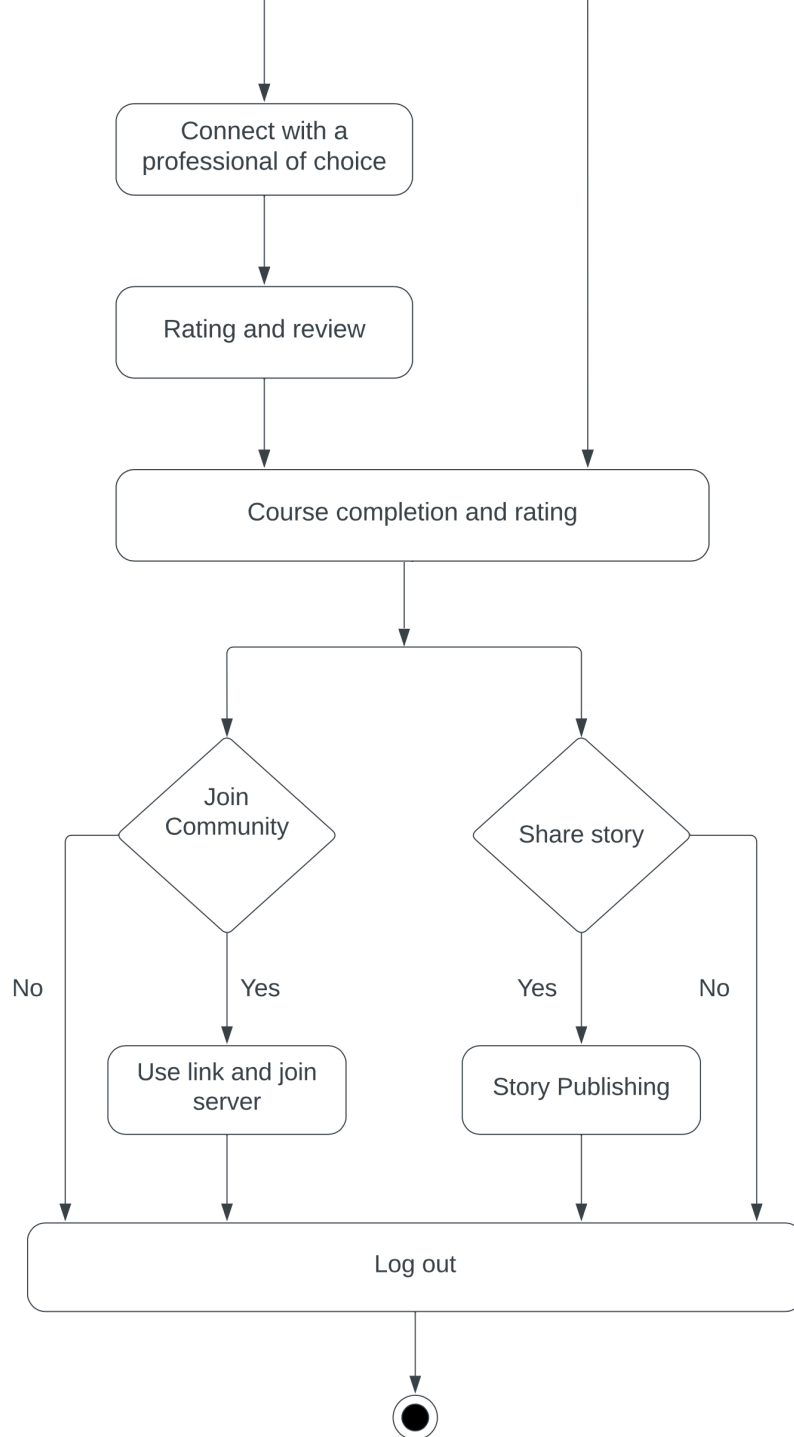 Connect with a
professional of choice
Rating and review
Course completion and rating
Join
Community
Share story
No
Yes
Yes
No
Use link and join
server
Story Publishing
Log out